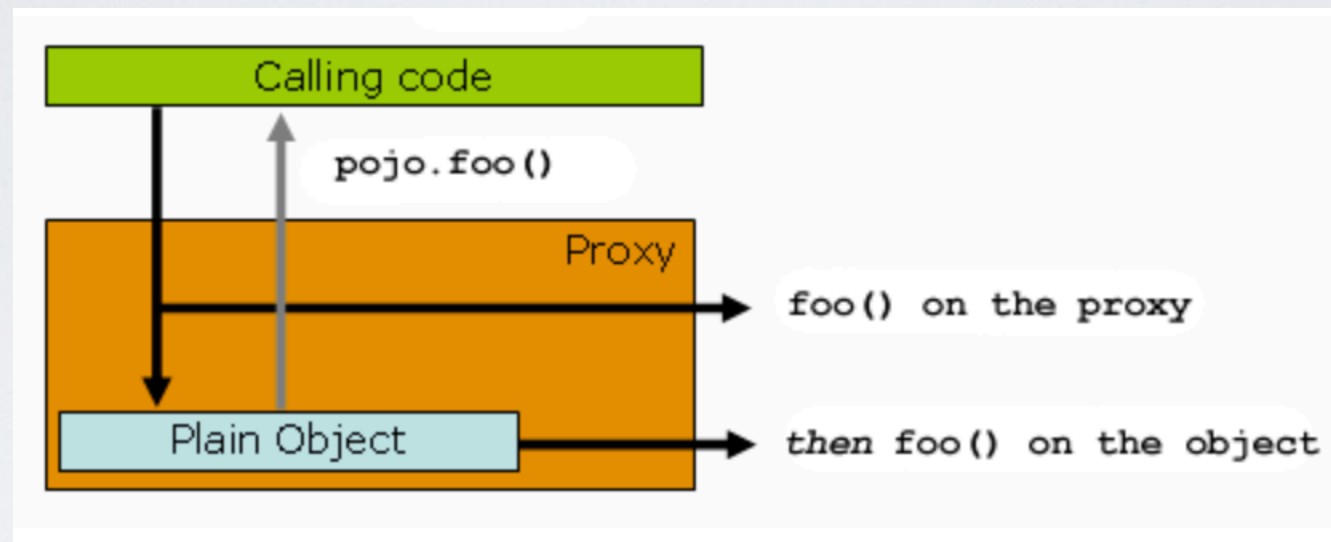 Calling code
pojo.foo()
Proxy
foo() on the proxy
Plain Object
then foo() on the object